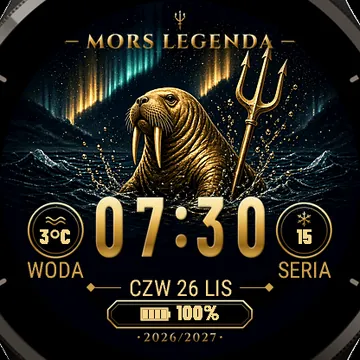 MORS LEGENDA
07:30
3°C
15
WODA
SERIA
CZW 26 LIS
100%
·2026/2027·